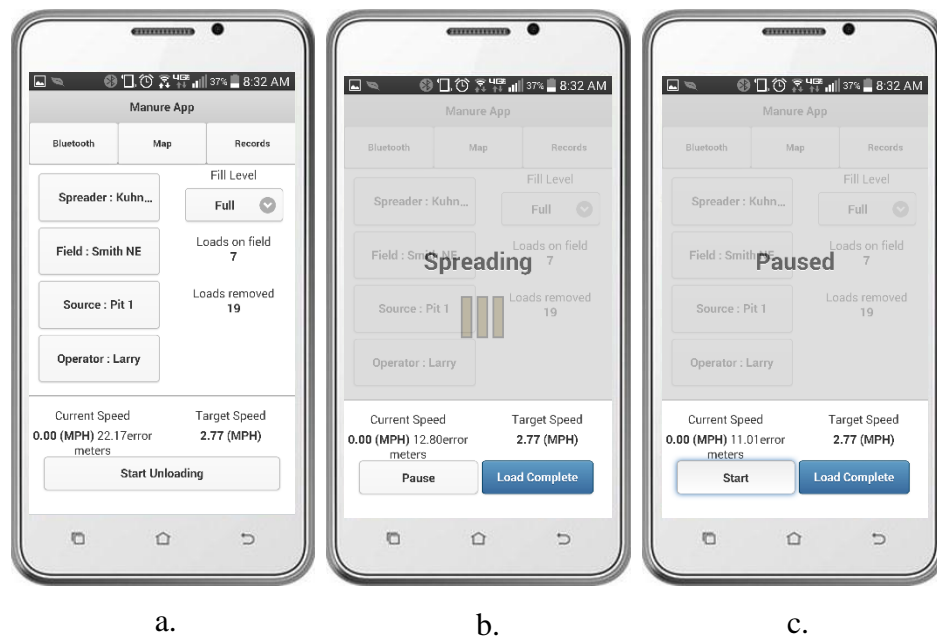 37% 8:32 AM
Manure App
Bluetooth Map Records
Spreader : Kuhn...
Fill Level
Full
Field : Smith NE
Loads on field
7
Source : Pit 1
Loads removed
19
Operator : Larry
Current Speed
0.00 (MPH) 22.17error
meters
Target Speed
2.77 (MPH)
Start Unloading
a.
37% 8:32 AM
Manure App
Bluetooth Map Records
Spreader : Kuhn...
Fill Level
Full
Field : Smith NE
Loads on field
7
Spreading
Source : Pit 1
Loads removed
19
Operator : Larry
Current Speed
0.00 (MPH) 12.80error
meters
Target Speed
2.77 (MPH)
Pause Load Complete
b.
37% 8:32 AM
Manure App
Bluetooth Map Records
Spreader : Kuhn...
Fill Level
Full
Field : Smith NE
Loads on field
7
Paused
Source : Pit 1
Loads removed
19
Operator : Larry
Current Speed
0.00 (MPH) 11.01error
meters
Target Speed
2.77 (MPH)
Start Load Complete
c.